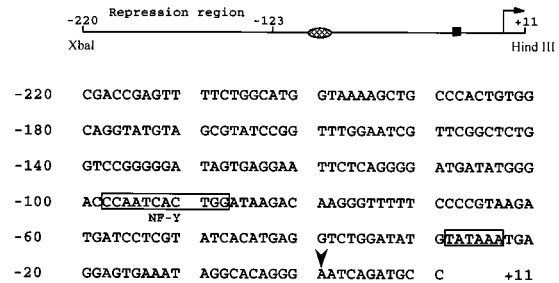 Repression region
-220 -123 +11
XbaI Hind III
-220 CGACCGAGTT TTCTGGCATG GTAAAAGCTG CCCACTGTGG
-180 CAGGTATGTA GCGTATCCGG TTTGGAATCG TTCGGCTCTG
-140 GTCCGGGGGA TAGTGAGGAA TTCTCAGGGG ATGATATGGG
-100 ACCCAATCAC TGGATAAGAC AAGGGTTTTT CCCCGTAAGA
NF-Y
-60 TGATCCTCGT ATCACATGAG GTCTGGATAT GTATAAATGA
-20 GGAGTGAAAT AGGCACAGGG AATCAGATGC C +11